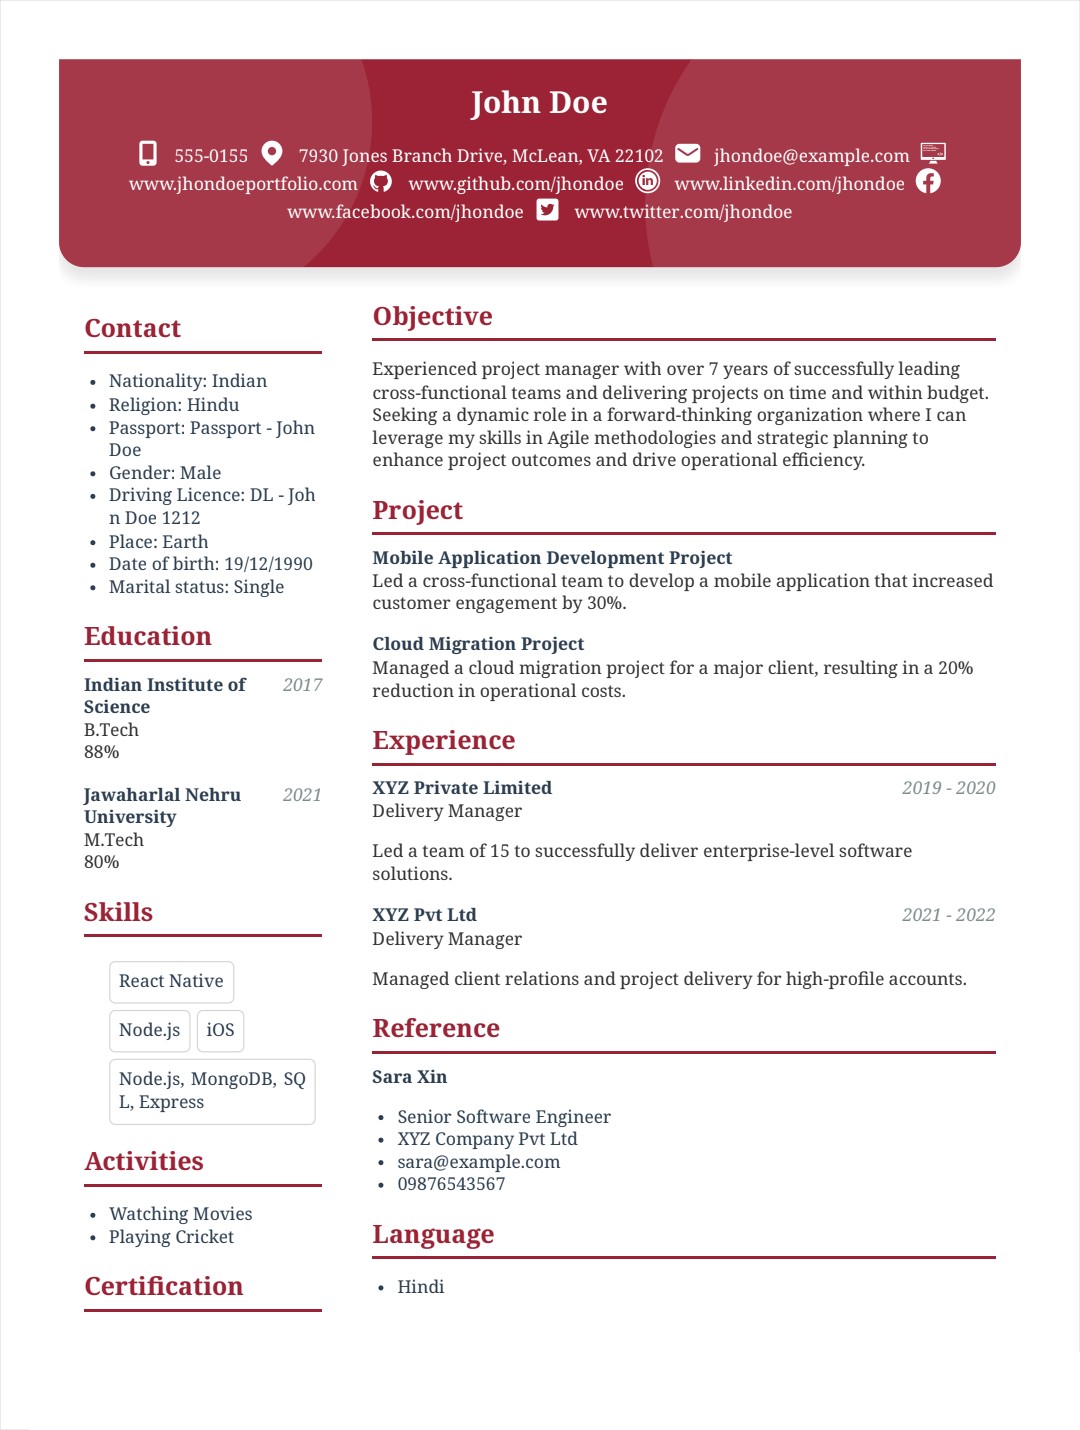 John Doe
555-0155 7930 Jones Branch Drive, McLean, VA 22102 jhondoe@example.com
www.jhondoeportfolio.com www.github.com/jhondoe www.linkedin.com/jhondoe
www.facebook.com/jhondoe www.twitter.com/jhondoe
Contact
• Nationality: Indian
• Religion: Hindu
• Passport: Passport - John
Doe
• Gender: Male
• Driving Licence: DL - Joh
n Doe 1212
• Place: Earth
• Date of birth: 19/12/1990
• Marital status: Single
Education
Indian Institute of 2017
Science
B.Tech
88%
Jawaharlal Nehru 2021
University
M.Tech
80%
Skills
React Native
Node.js iOS
Node.js, MongoDB, SQ
L, Express
Activities
• Watching Movies
• Playing Cricket
Certification
Objective
Experienced project manager with over 7 years of successfully leading
cross-functional teams and delivering projects on time and within budget.
Seeking a dynamic role in a forward-thinking organization where I can
leverage my skills in Agile methodologies and strategic planning to
enhance project outcomes and drive operational efficiency.
Project
Mobile Application Development Project
Led a cross-functional team to develop a mobile application that increased
customer engagement by 30%.
Cloud Migration Project
Managed a cloud migration project for a major client, resulting in a 20%
reduction in operational costs.
Experience
XYZ Private Limited 2019 - 2020
Delivery Manager
Led a team of 15 to successfully deliver enterprise-level software
solutions.
XYZ Pvt Ltd 2021 - 2022
Delivery Manager
Managed client relations and project delivery for high-profile accounts.
Reference
Sara Xin
• Senior Software Engineer
• XYZ Company Pvt Ltd
• sara@example.com
• 09876543567
Language
• Hindi